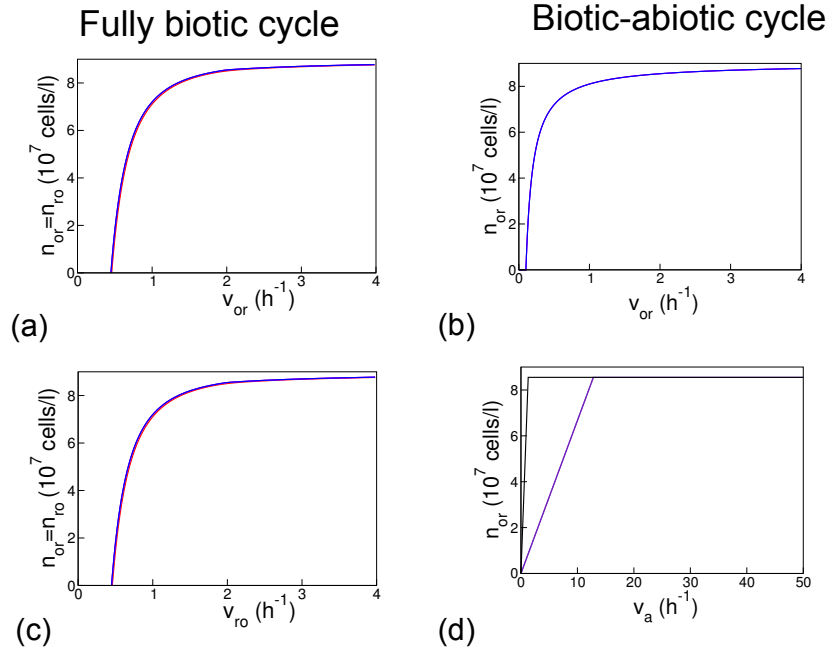 Fully biotic cycle
Biotic-abiotic cycle
n_or=n_ro (10^7 cells/l)
8
6
4
2
0
0 1 2 3 4
v_or (h^-1)
(a)
n_or (10^7 cells/l)
8
6
4
2
0
0 1 2 3 4
v_or (h^-1)
(b)
n_or=n_ro (10^7 cells/l)
8
6
4
2
0
0 1 2 3 4
v_ro (h^-1)
(c)
n_or (10^7 cells/l)
8
6
4
2
0
0 10 20 30 40 50
v_a (h^-1)
(d)